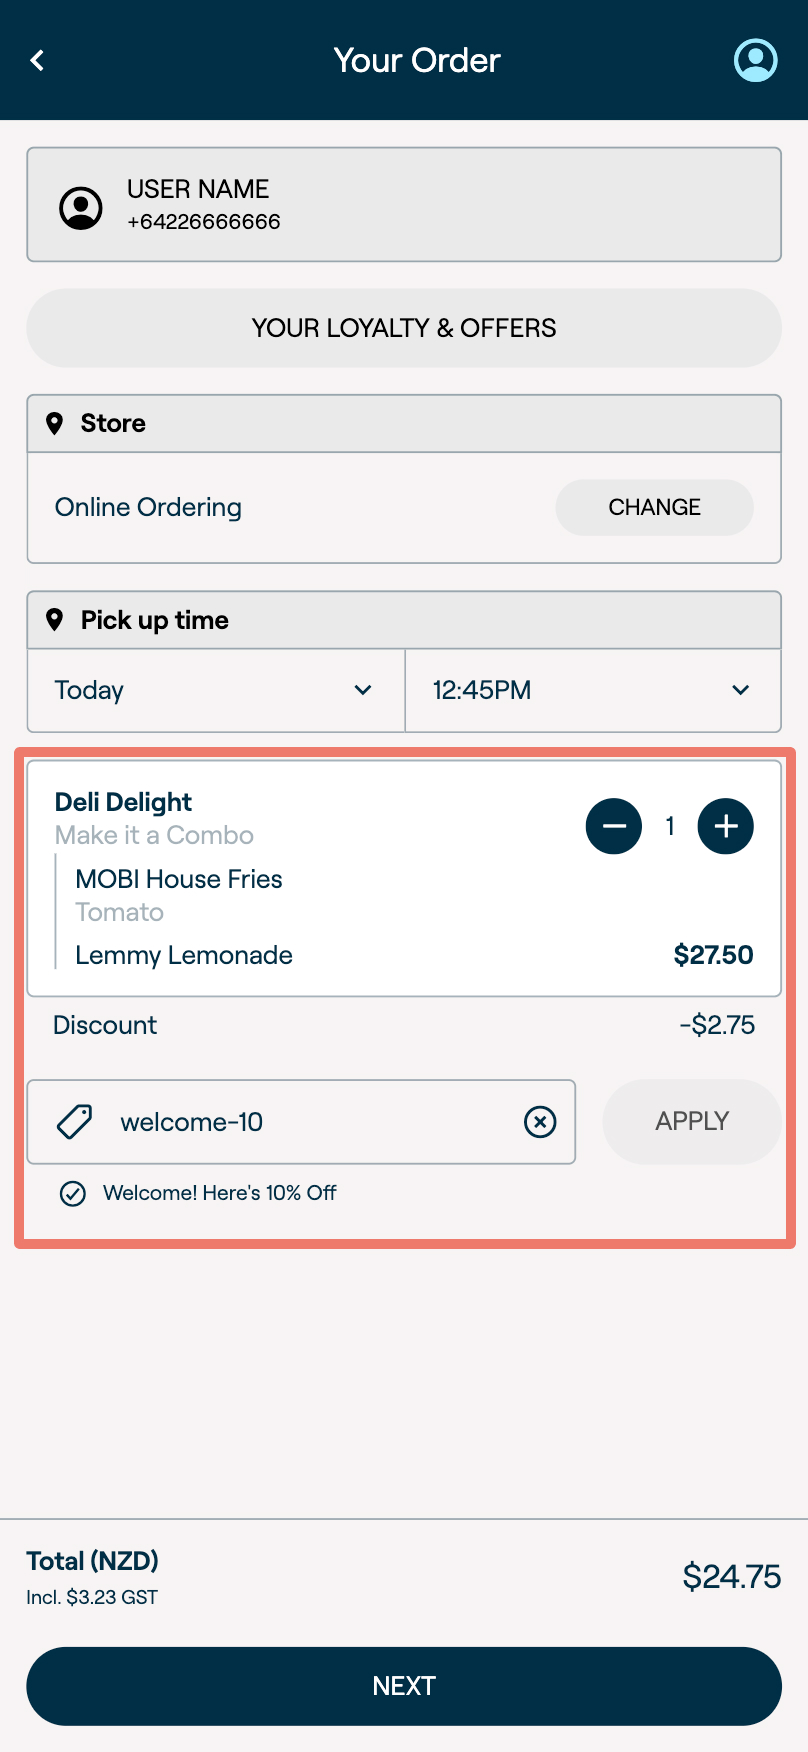 Your Order
USER NAME
+64226666666
YOUR LOYALTY & OFFERS
Store
Online Ordering
CHANGE
Pick up time
Today
12:45PM
Deli Delight
Make it a Combo
1
MOBI House Fries
Tomato
Lemmy Lemonade
$27.50
Discount
-$2.75
welcome-10
APPLY
Welcome! Here's 10% Off
Total (NZD)
Incl. $3.23 GST
$24.75
NEXT